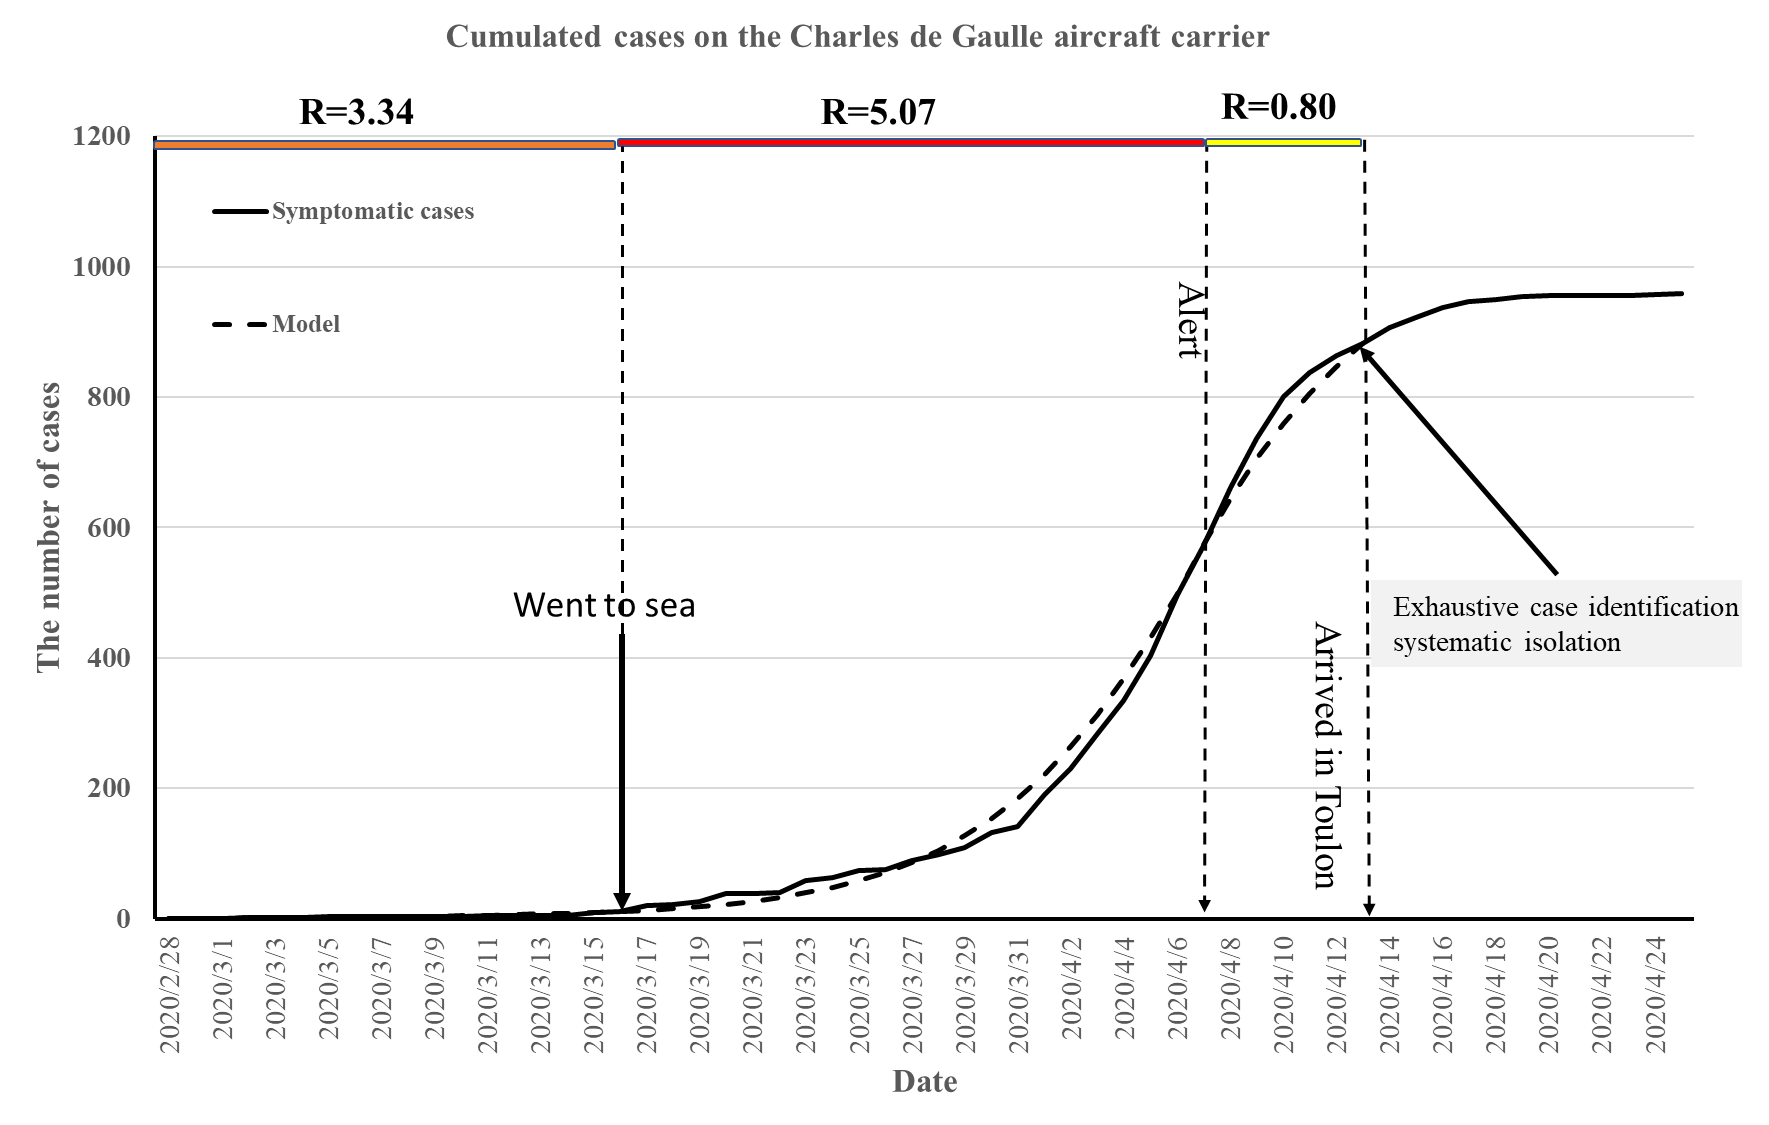 Cumulated cases on the Charles de Gaulle aircraft carrier
R=3.34
R=5.07
R=0.80
1200
1000
800
600
400
200
0
The number of cases
Symptomatic cases
Model
Went to sea
Alert
Arrived in Toulon
Exhaustive case identification
systematic isolation
2020/2/28
2020/3/1
2020/3/3
2020/3/5
2020/3/7
2020/3/9
2020/3/11
2020/3/13
2020/3/15
2020/3/17
2020/3/19
2020/3/21
2020/3/23
2020/3/25
2020/3/27
2020/3/29
2020/3/31
2020/4/2
2020/4/4
2020/4/6
2020/4/8
2020/4/10
2020/4/12
2020/4/14
2020/4/16
2020/4/18
2020/4/20
2020/4/22
2020/4/24
Date